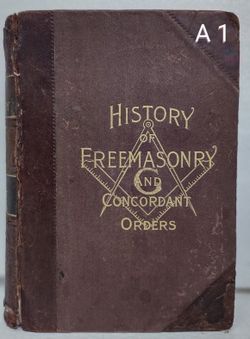 A 1
HISTORY
OF
FREEMASONRY
G
AND
CONCORDANT
ORDERS